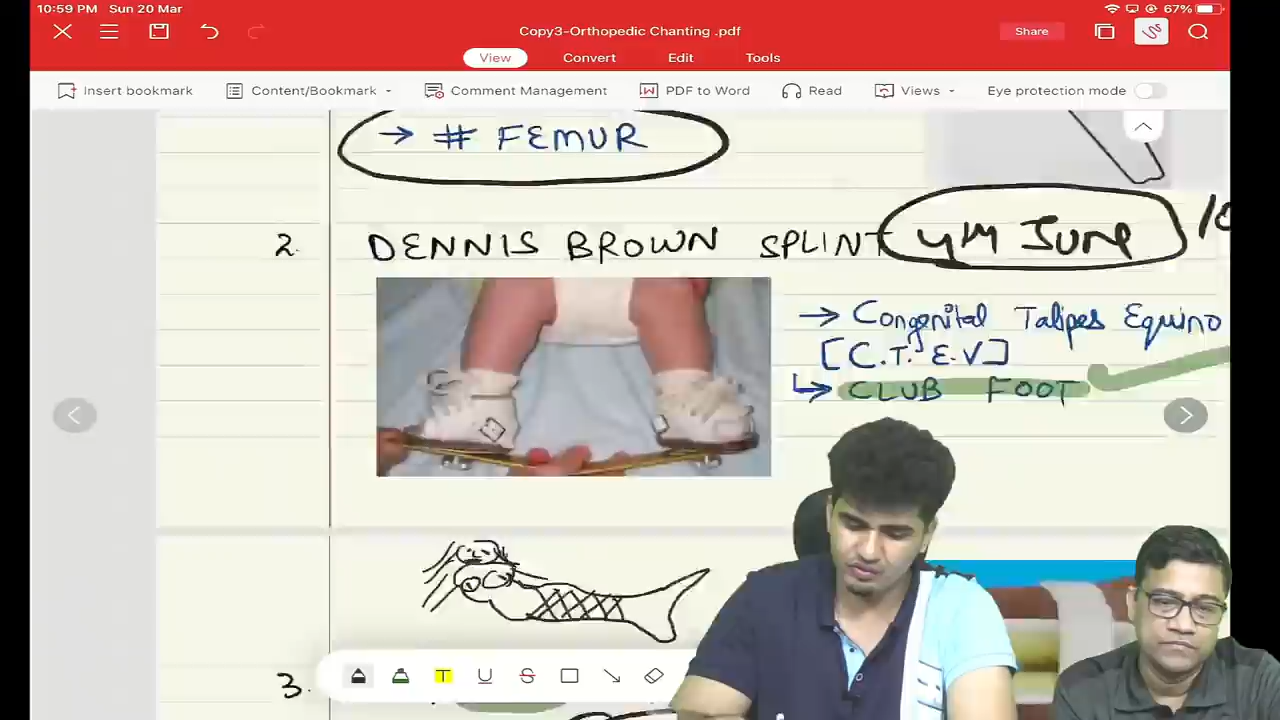 10:59 PM Sun 20 Mar
67%
Copy3-Orthopedic Chanting .pdf
Share
View Convert Edit Tools
Insert bookmark Content/Bookmark Comment Management PDF to Word Read Views Eye protection mode
→ # FEMUR
2. DENNIS BROWN SPLINT
→ Congenital Talipes Equino
[C.T.E.V]
↳ CLUB FOOT
3.
T U S